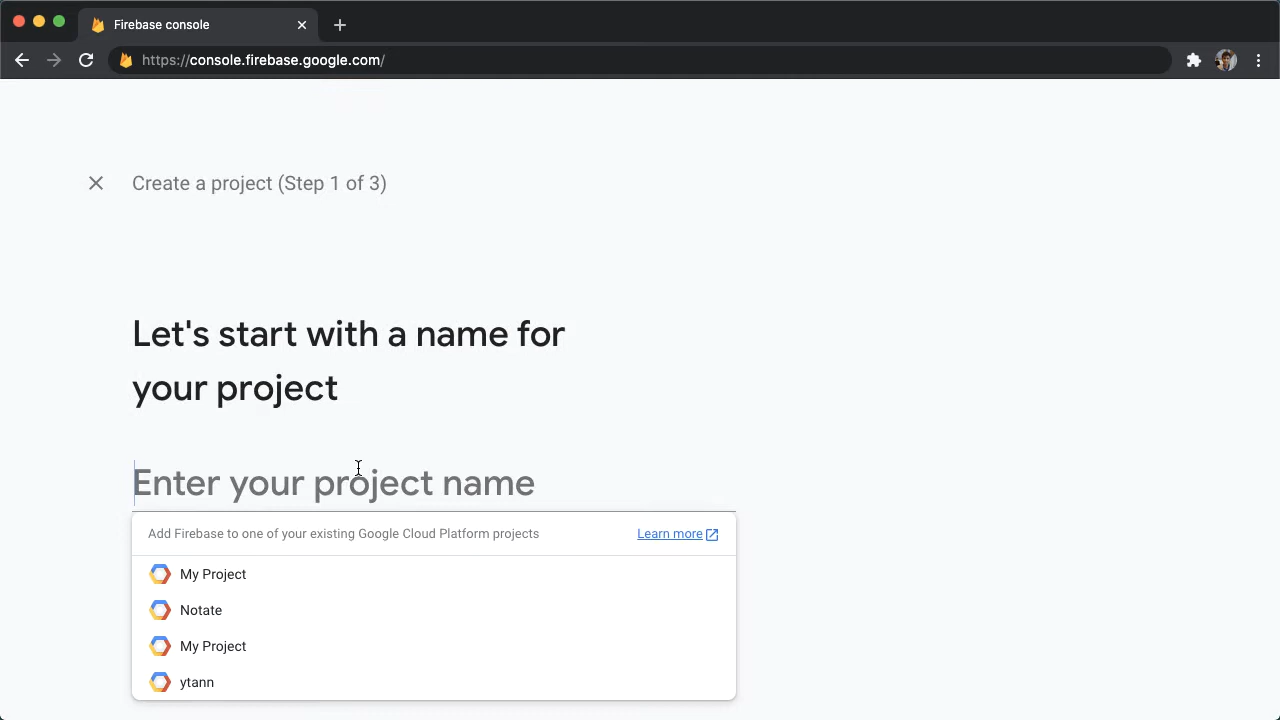 Firebase console
https://console.firebase.google.com/
Create a project (Step 1 of 3)
Let's start with a name for
your project
Enter your project name
Add Firebase to one of your existing Google Cloud Platform projects Learn more
My Project
Notate
My Project
ytann